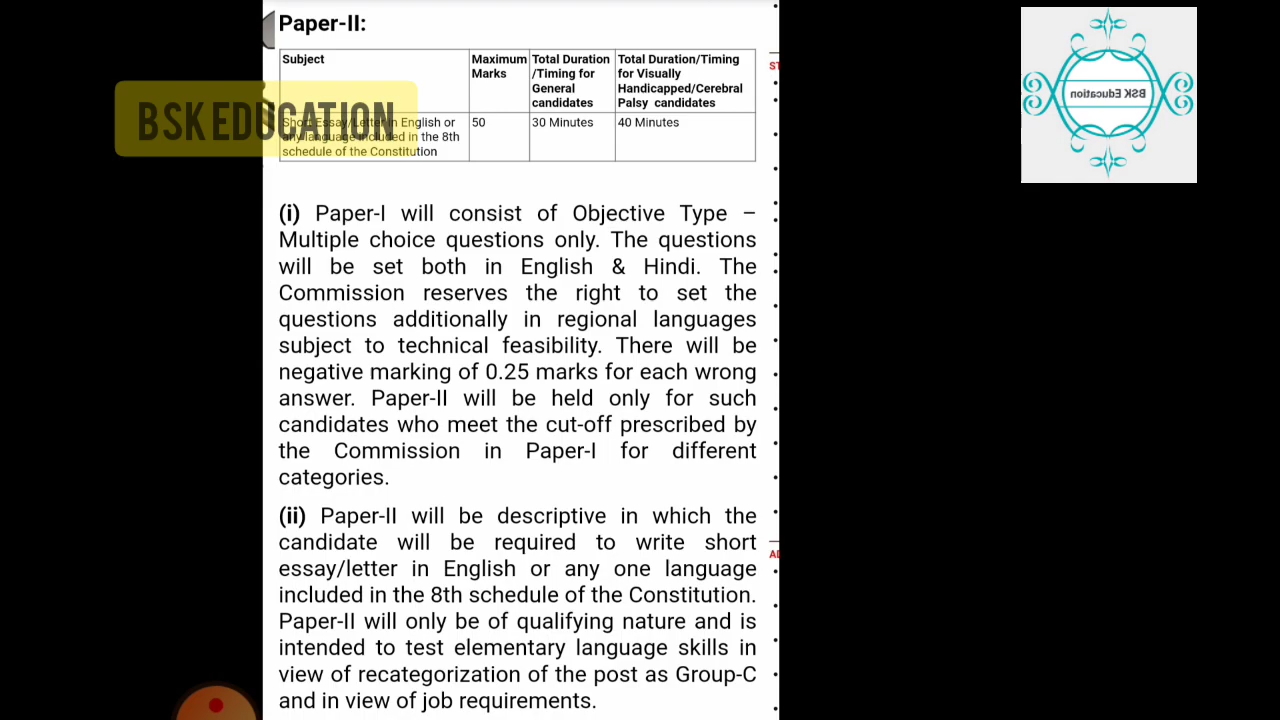 Paper-II:
Subject
Maximum Marks
Total Duration /Timing for General candidates
Total Duration/Timing for Visually Handicapped/Cerebral Palsy candidates
Short Essay/Letter in English or any language included in the 8th schedule of the Constitution
50
30 Minutes
40 Minutes
BSK EDUCATION
BSK Education
ST
(i) Paper-I will consist of Objective Type –
Multiple choice questions only. The questions
will be set both in English & Hindi. The
Commission reserves the right to set the
questions additionally in regional languages
subject to technical feasibility. There will be
negative marking of 0.25 marks for each wrong
answer. Paper-II will be held only for such
candidates who meet the cut-off prescribed by
the Commission in Paper-I for different
categories.
(ii) Paper-II will be descriptive in which the
candidate will be required to write short
essay/letter in English or any one language
included in the 8th schedule of the Constitution.
Paper-II will only be of qualifying nature and is
intended to test elementary language skills in
view of recategorization of the post as Group-C
and in view of job requirements.